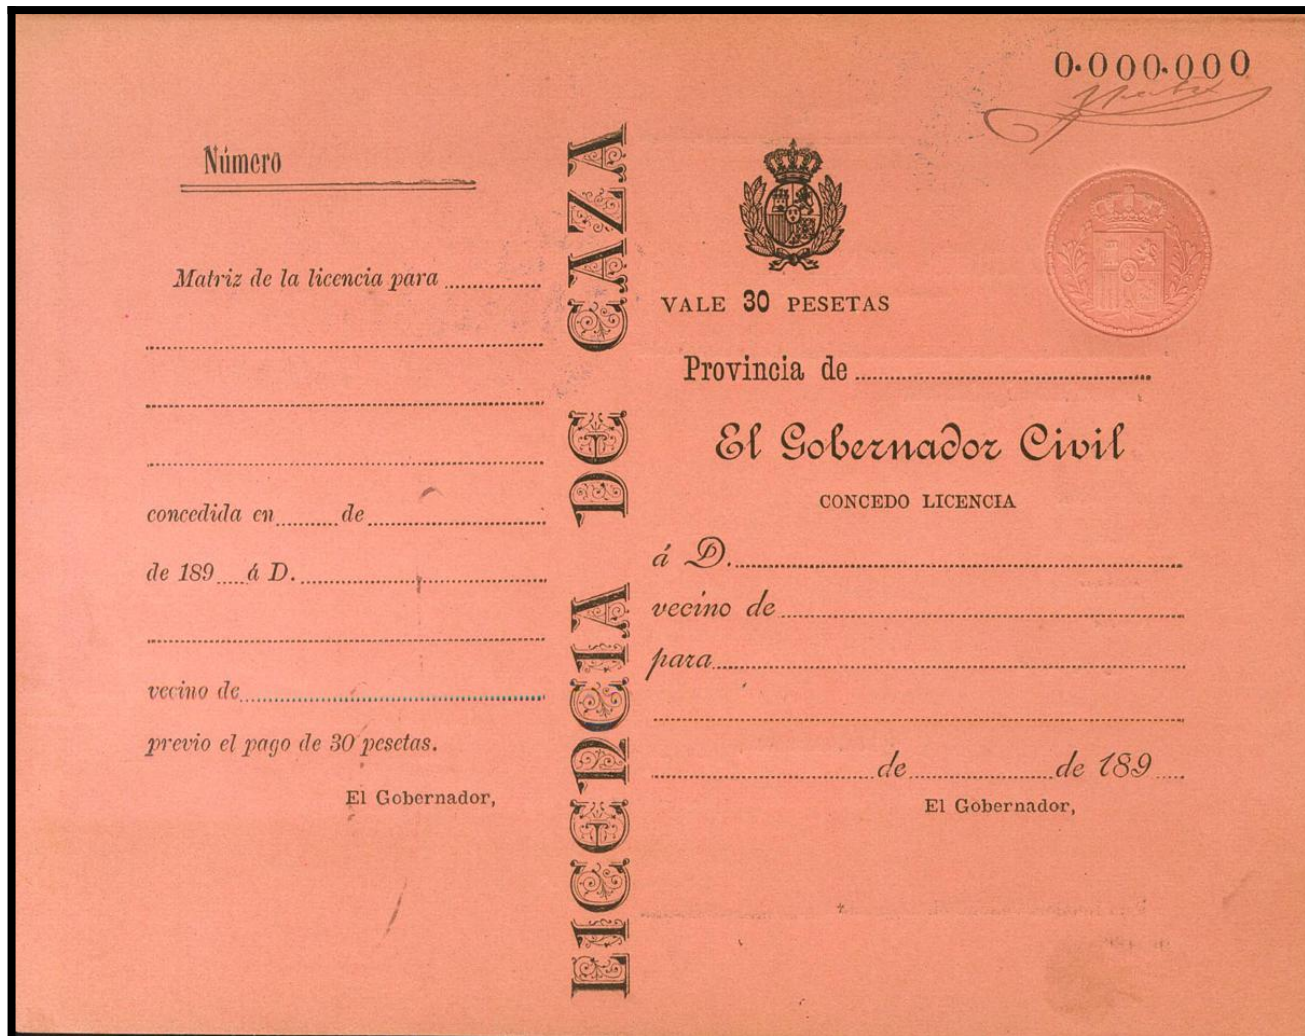 Número
Matriz de la licencia para
concedida en de
de 189 á D.
vecino de
previo el pago de 30 pesetas.
El Gobernador,
LICENCIA DE CAZA
0.000.000
VALE 30 PESETAS
Provincia de
El Gobernador Civil
CONCEDO LICENCIA
á D.
vecino de
para
de de 189
El Gobernador,